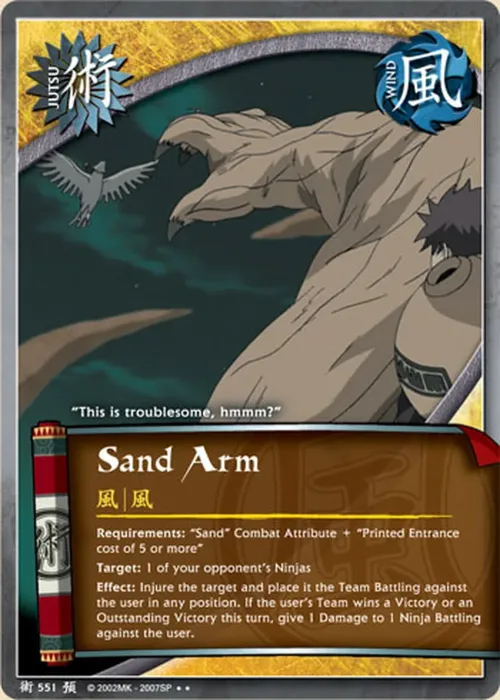 JUTSU 術
WIND 風
"This is troublesome, hmmm?"
Sand Arm
風|風
Requirements: "Sand" Combat Attribute + "Printed Entrance
cost of 5 or more"
Target: 1 of your opponent's Ninjas
Effect: Injure the target and place it the Team Battling against
the user in any position. If the user's Team wins a Victory or an
Outstanding Victory this turn, give 1 Damage to 1 Ninja Battling
against the user.
術
術 551
© 2002MK - 2007SP